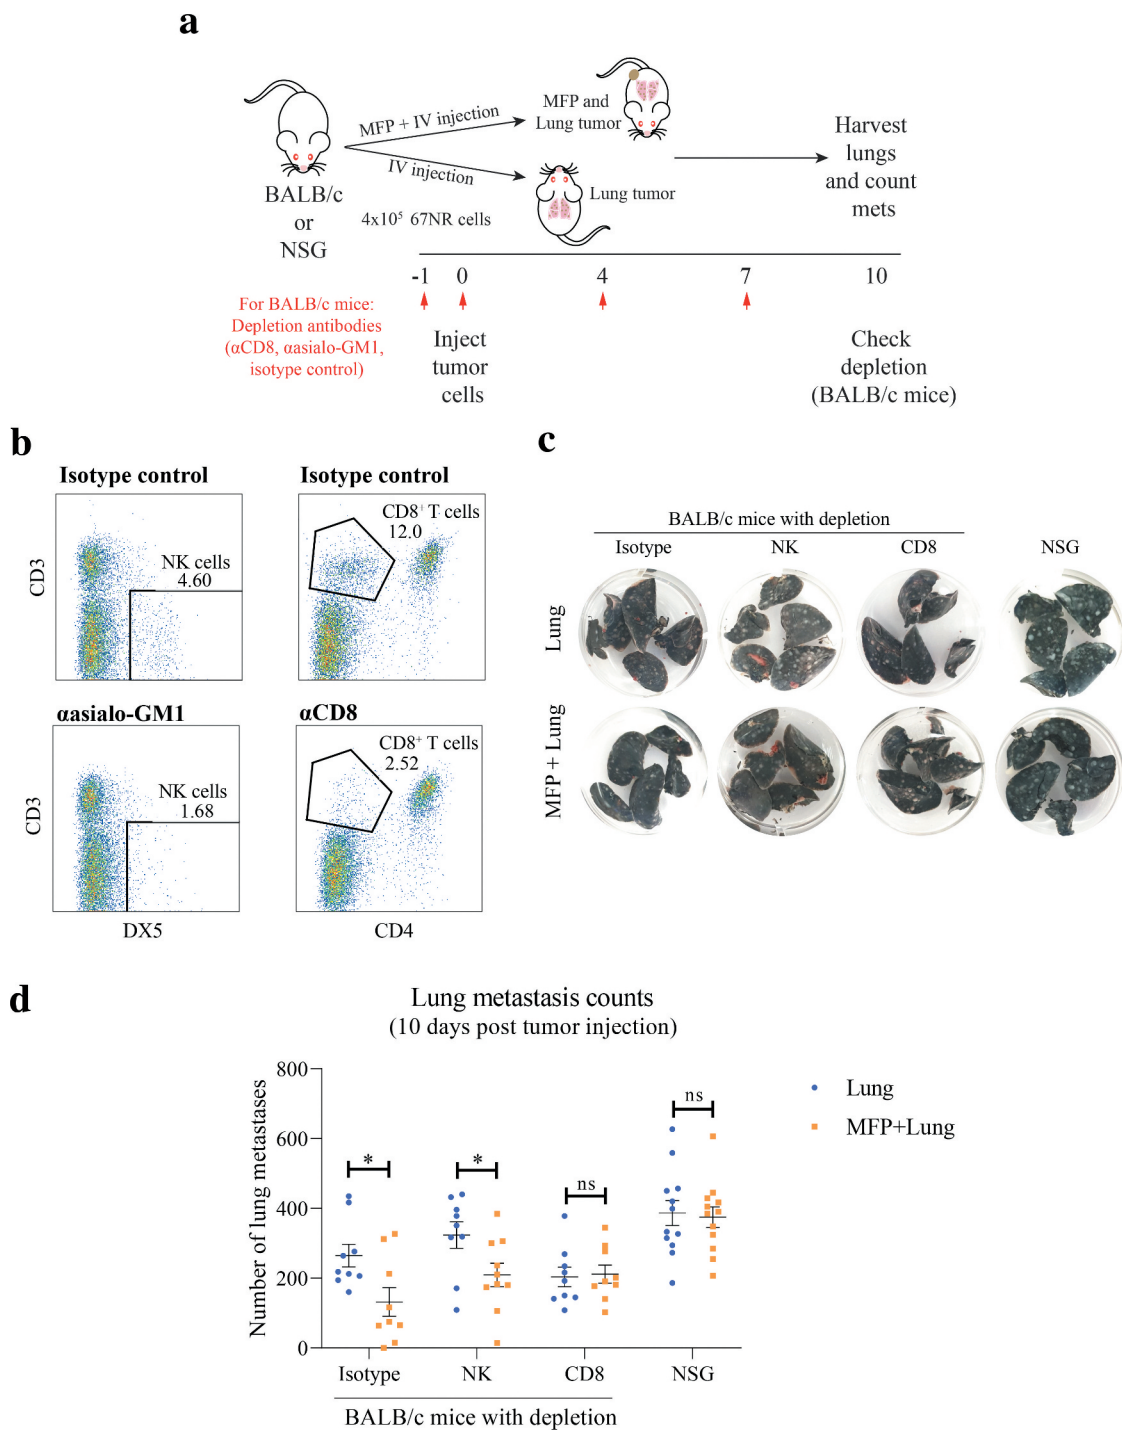 a
MFP + IV injection
IV injection
MFP and
Lung tumor
Lung tumor
Harvest
lungs
and count
mets
BALB/c
or
NSG
4x10⁵ 67NR cells
-1 0 4 7 10
For BALB/c mice:
Depletion antibodies
(αCD8, αasialo-GM1,
isotype control)
Inject
tumor
cells
Check
depletion
(BALB/c mice)
b
Isotype control
Isotype control
CD3
NK cells
4.60
CD8⁺ T cells
12.0
αasialo-GM1
αCD8
CD3
NK cells
1.68
CD8⁺ T cells
2.52
DX5
CD4
c
BALB/c mice with depletion
Isotype NK CD8 NSG
Lung
MFP + Lung
d
Lung metastasis counts
(10 days post tumor injection)
Number of lung metastases
800
600
400
200
0
*
*
ns
ns
Lung
MFP+Lung
Isotype NK CD8 NSG
BALB/c mice with depletion